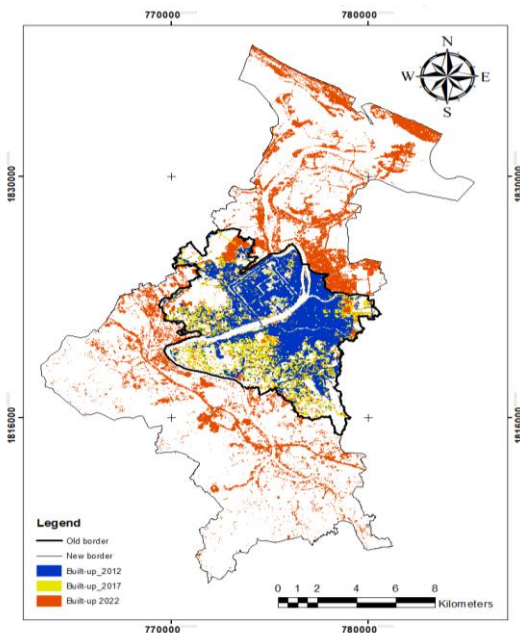 770000 780000
N
W E
S
1830000 1830000
1816000 1816000
Legend
Old border
New border
Built-up_2012
Built-up_2017
Built-up 2022
0 1 2 4 6 8
Kilometers
770000 780000